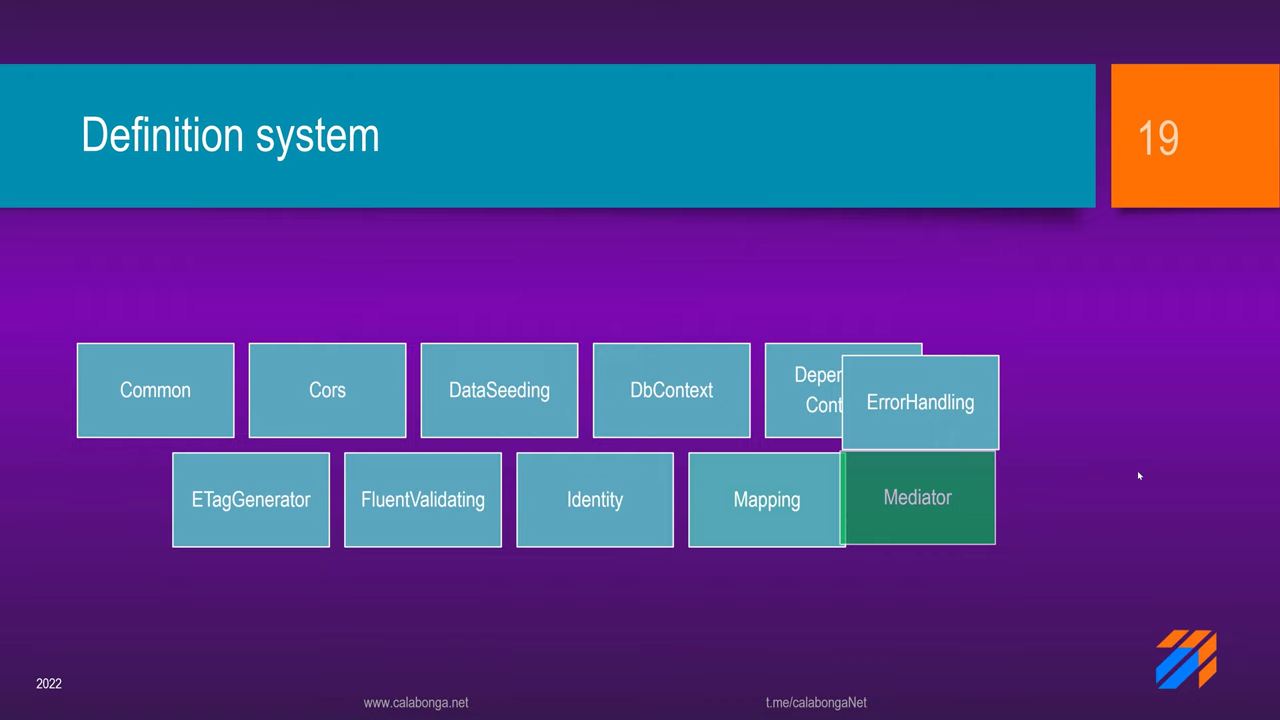 Definition system
19
Common
Cors
DataSeeding
DbContext
Depen
Cont
ErrorHandling
ETagGenerator
FluentValidating
Identity
Mapping
Mediator
2022
www.calabonga.net
t.me/calabongaNet